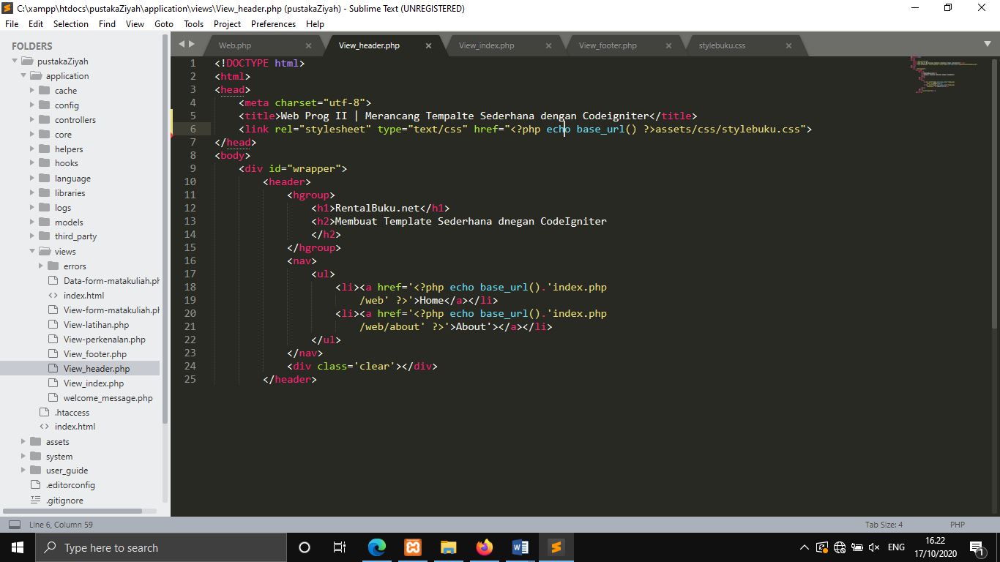 C:\xampp\htdocs\pustakaZiyah\application\views\View_header.php (pustakaZiyah) - Sublime Text (UNREGISTERED)
File Edit Selection Find View Goto Tools Project Preferences Help
FOLDERS
pustakaZiyah
application
cache
config
controllers
core
helpers
hooks
language
libraries
logs
models
third_party
views
errors
Data-form-matakuliah.ph
index.html
View-form-matakuliah.ph
View-latihan.php
View-perkenalan.php
View_footer.php
View_header.php
View_index.php
welcome_message.php
.htaccess
index.html
assets
system
user_guide
.editorconfig
.gitignore
Web.php View_header.php View_index.php View_footer.php stylebuku.css
1 <!DOCTYPE html>
2 <html>
3 <head>
4 <meta charset="utf-8">
5 <title>Web Prog II | Merancang Tempalte Sederhana dengan Codeigniter</title>
6 <link rel="stylesheet" type="text/css" href="<?php echo base_url() ?>assets/css/stylebuku.css">
7 </head>
8 <body>
9 <div id="wrapper">
10 <header>
11 <hgroup>
12 <h1>RentalBuku.net</h1>
13 <h2>Membuat Template Sederhana dnegan CodeIgniter
14 </h2>
15 </hgroup>
16 <nav>
17 <ul>
18 <li><a href='<?php echo base_url().'index.php
19 /web' ?>'>Home</a></li>
20 <li><a href='<?php echo base_url().'index.php
21 /web/about' ?>'>About'></a></li>
22 </ul>
23 </nav>
24 <div class='clear'></div>
25 </header>
Line 6, Column 59 Tab Size: 4 PHP
Type here to search
ENG
16.22
17/10/2020
1